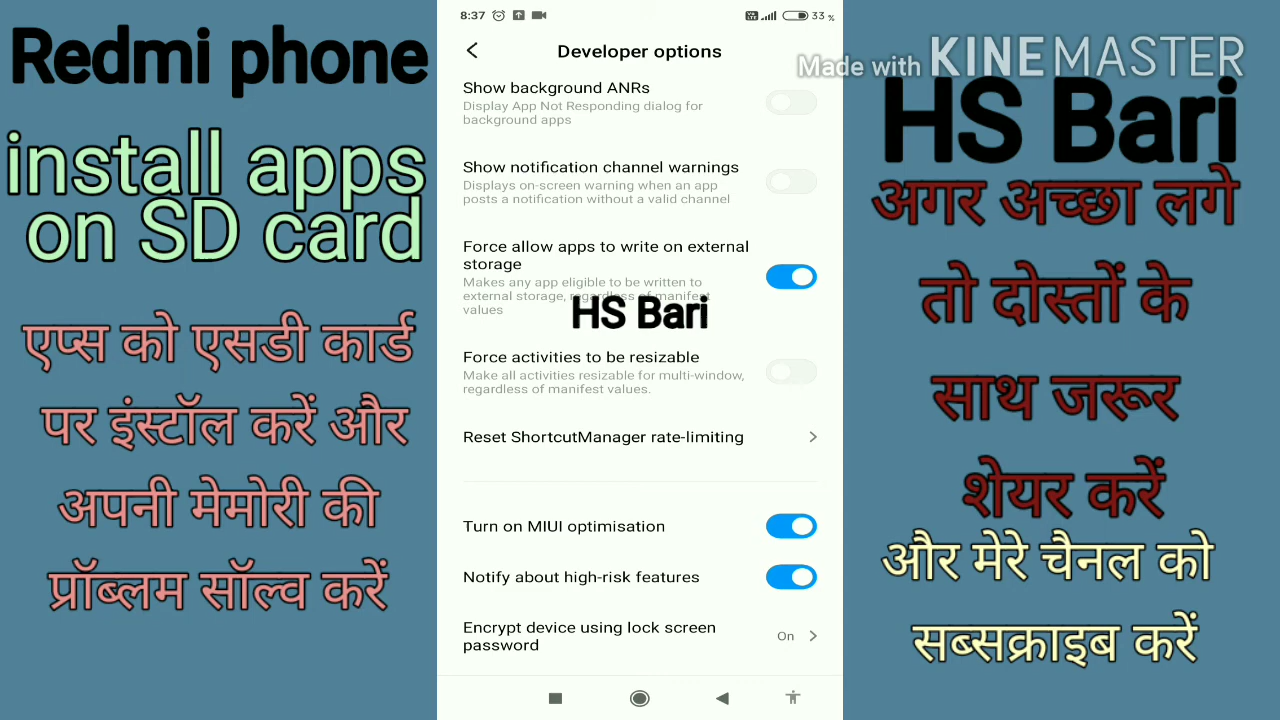 Redmi phone
install apps
on SD card
एप्स को एसडी कार्ड
पर इंस्टॉल करें और
अपनी मेमोरी की
प्रॉब्लम सॉल्व करें
8:37
33 %
Developer options
Show background ANRs
Display App Not Responding dialog for
background apps
Show notification channel warnings
Displays on-screen warning when an app
posts a notification without a valid channel
Force allow apps to write on external
storage
Makes any app eligible to be written to
external storage, regardless of manifest
values
HS Bari
Force activities to be resizable
Make all activities resizable for multi-window,
regardless of manifest values.
Reset ShortcutManager rate-limiting
Turn on MIUI optimisation
Notify about high-risk features
Encrypt device using lock screen
password
On
Made with KINEMASTER
HS Bari
अगर अच्छा लगे
तो दोस्तों के
साथ जरूर
शेयर करें
और मेरे चैनल को
सब्सक्राइब करें